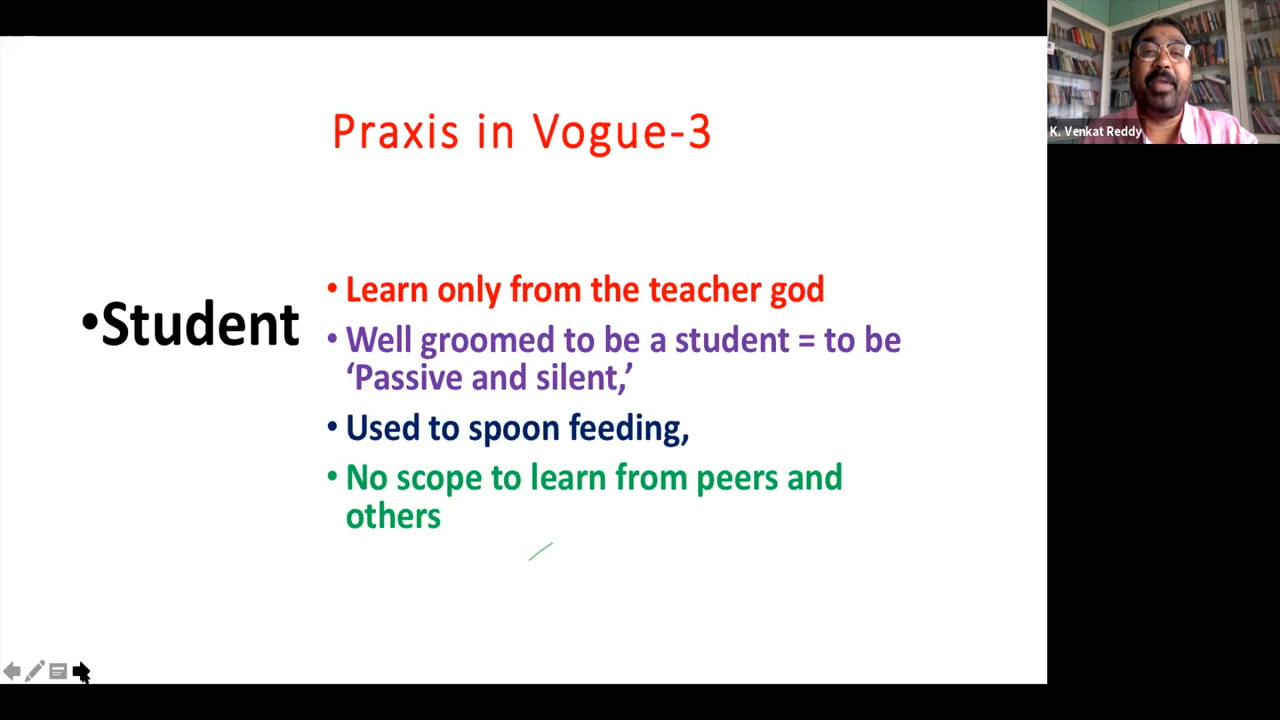 Praxis in Vogue-3
•Student
• Learn only from the teacher god
• Well groomed to be a student = to be
‘Passive and silent,’
• Used to spoon feeding,
• No scope to learn from peers and
others
K. Venkat Reddy